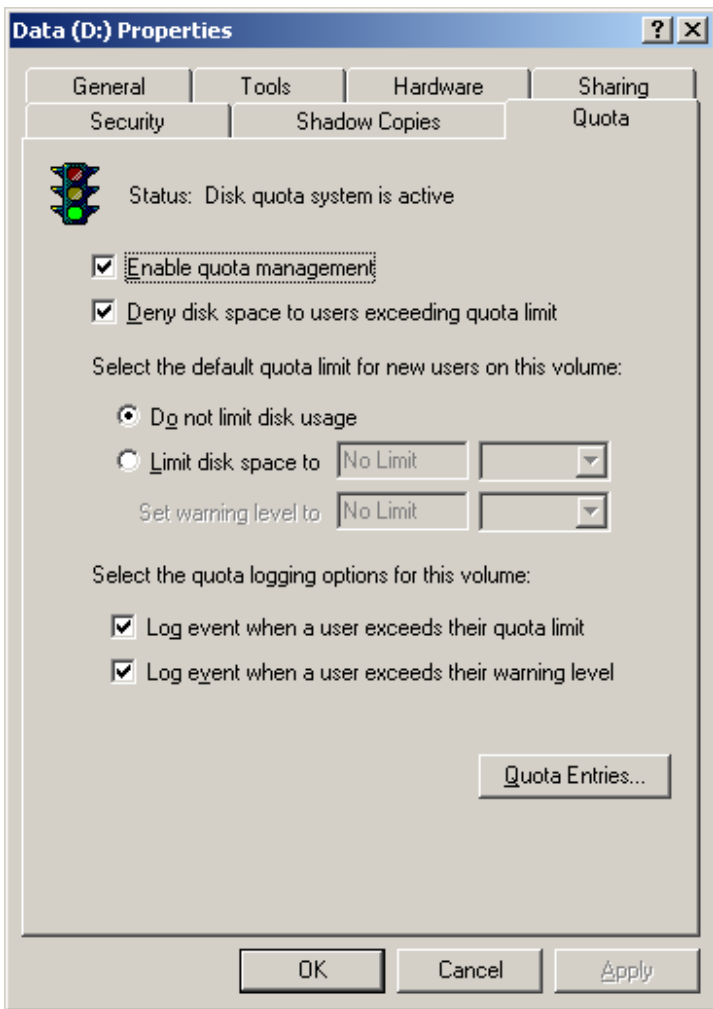 Data (D:) Properties
General Tools Hardware Sharing
Security Shadow Copies Quota
Status: Disk quota system is active
Enable quota management
Deny disk space to users exceeding quota limit
Select the default quota limit for new users on this volume:
Do not limit disk usage
Limit disk space to No Limit
Set warning level to No Limit
Select the quota logging options for this volume:
Log event when a user exceeds their quota limit
Log event when a user exceeds their warning level
Quota Entries...
OK Cancel Apply